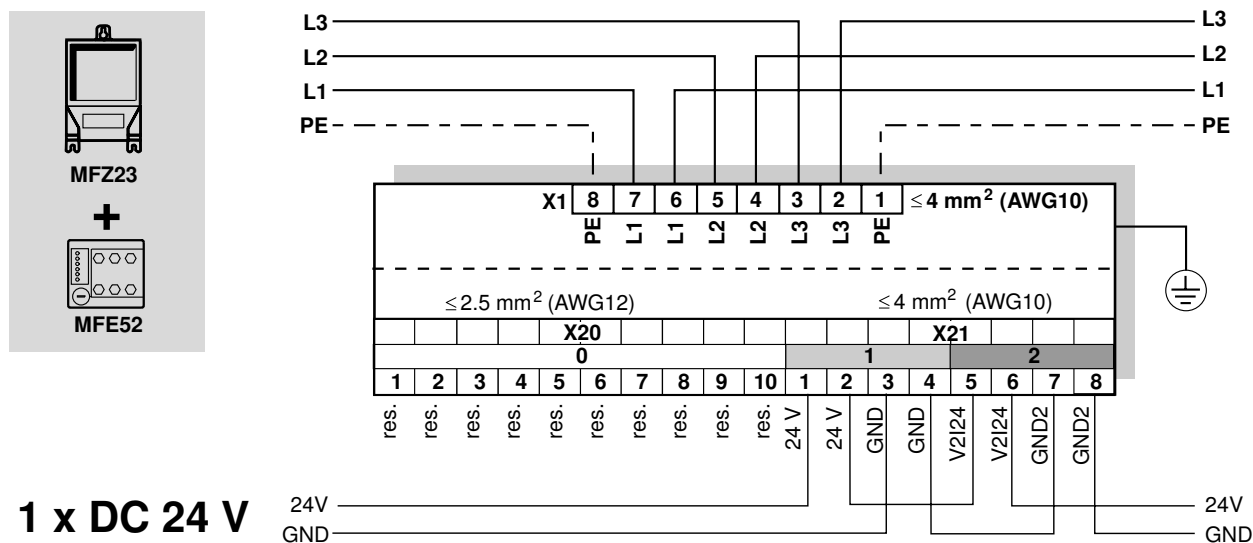 MFZ23
+
MFE52
L3 L3
L2 L2
L1 L1
PE PE
X1 8 7 6 5 4 3 2 1 ≤ 4 mm² (AWG10)
PE L1 L1 L2 L2 L3 L3 PE
≤ 2.5 mm² (AWG12) ≤ 4 mm² (AWG10)
X20 X21
0 1 2
1 2 3 4 5 6 7 8 9 10 1 2 3 4 5 6 7 8
res. res. res. res. res. res. res. res. res. res. 24 V 24 V GND GND V2I24 V2I24 GND2 GND2
1 x DC 24 V
24V 24V
GND GND